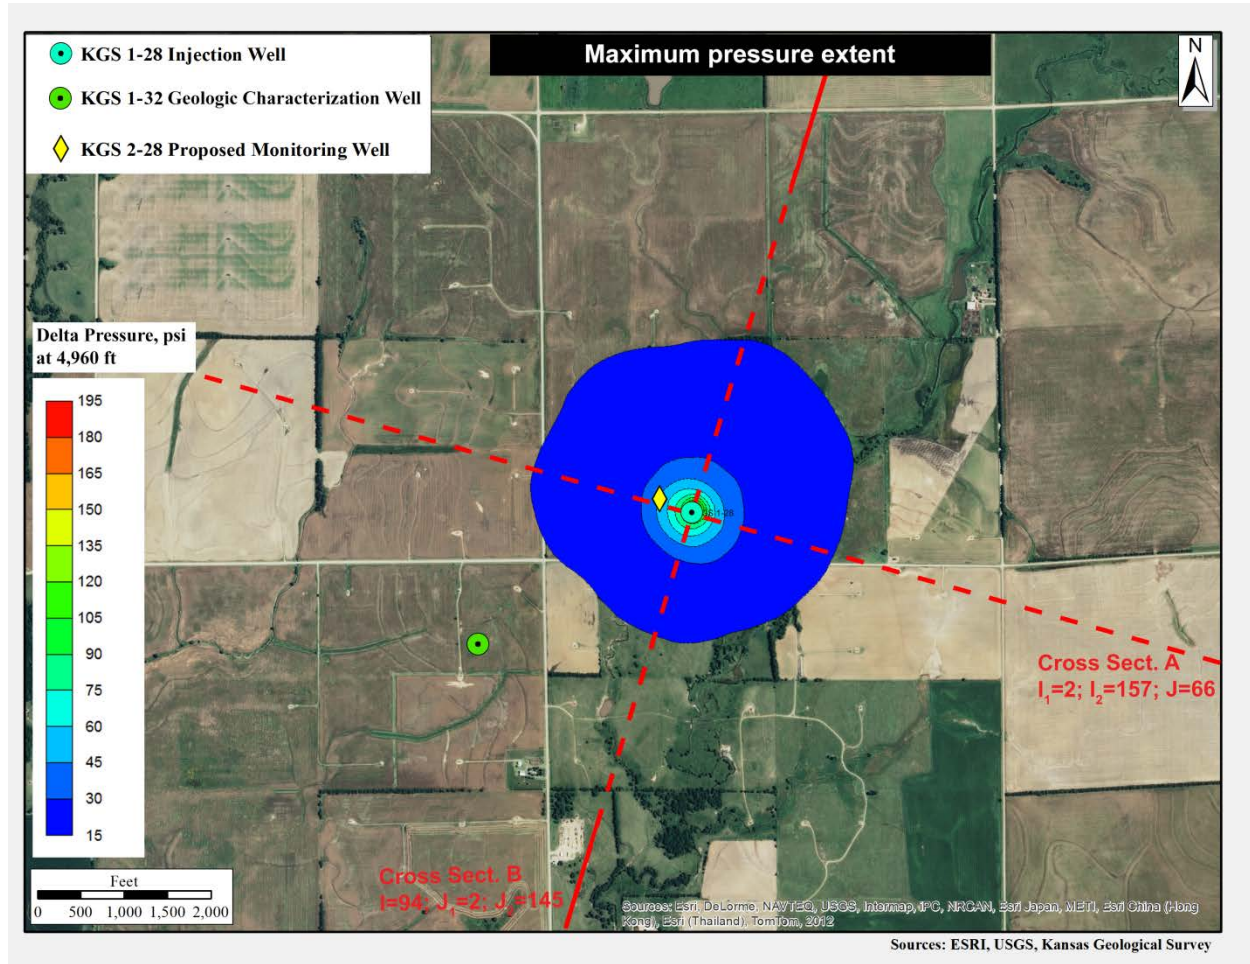 KGS 1-28 Injection Well
KGS 1-32 Geologic Characterization Well
KGS 2-28 Proposed Monitoring Well
Maximum pressure extent
N
Delta Pressure, psi
at 4,960 ft
195
180
165
150
135
120
105
90
75
60
45
30
15
1-28
Cross Sect. A
I₁=2; I₂=157; J=66
Cross Sect. B
I=94; J₁=2; J₂=145
Feet
0 500 1,000 1,500 2,000
Sources: Esri, DeLorme, NAVTEQ, USGS, Intermap, iPC, NRCAN, Esri Japan, METI, Esri China (Hong
Kong), Esri (Thailand), TomTom, 2012
Sources: ESRI, USGS, Kansas Geological Survey